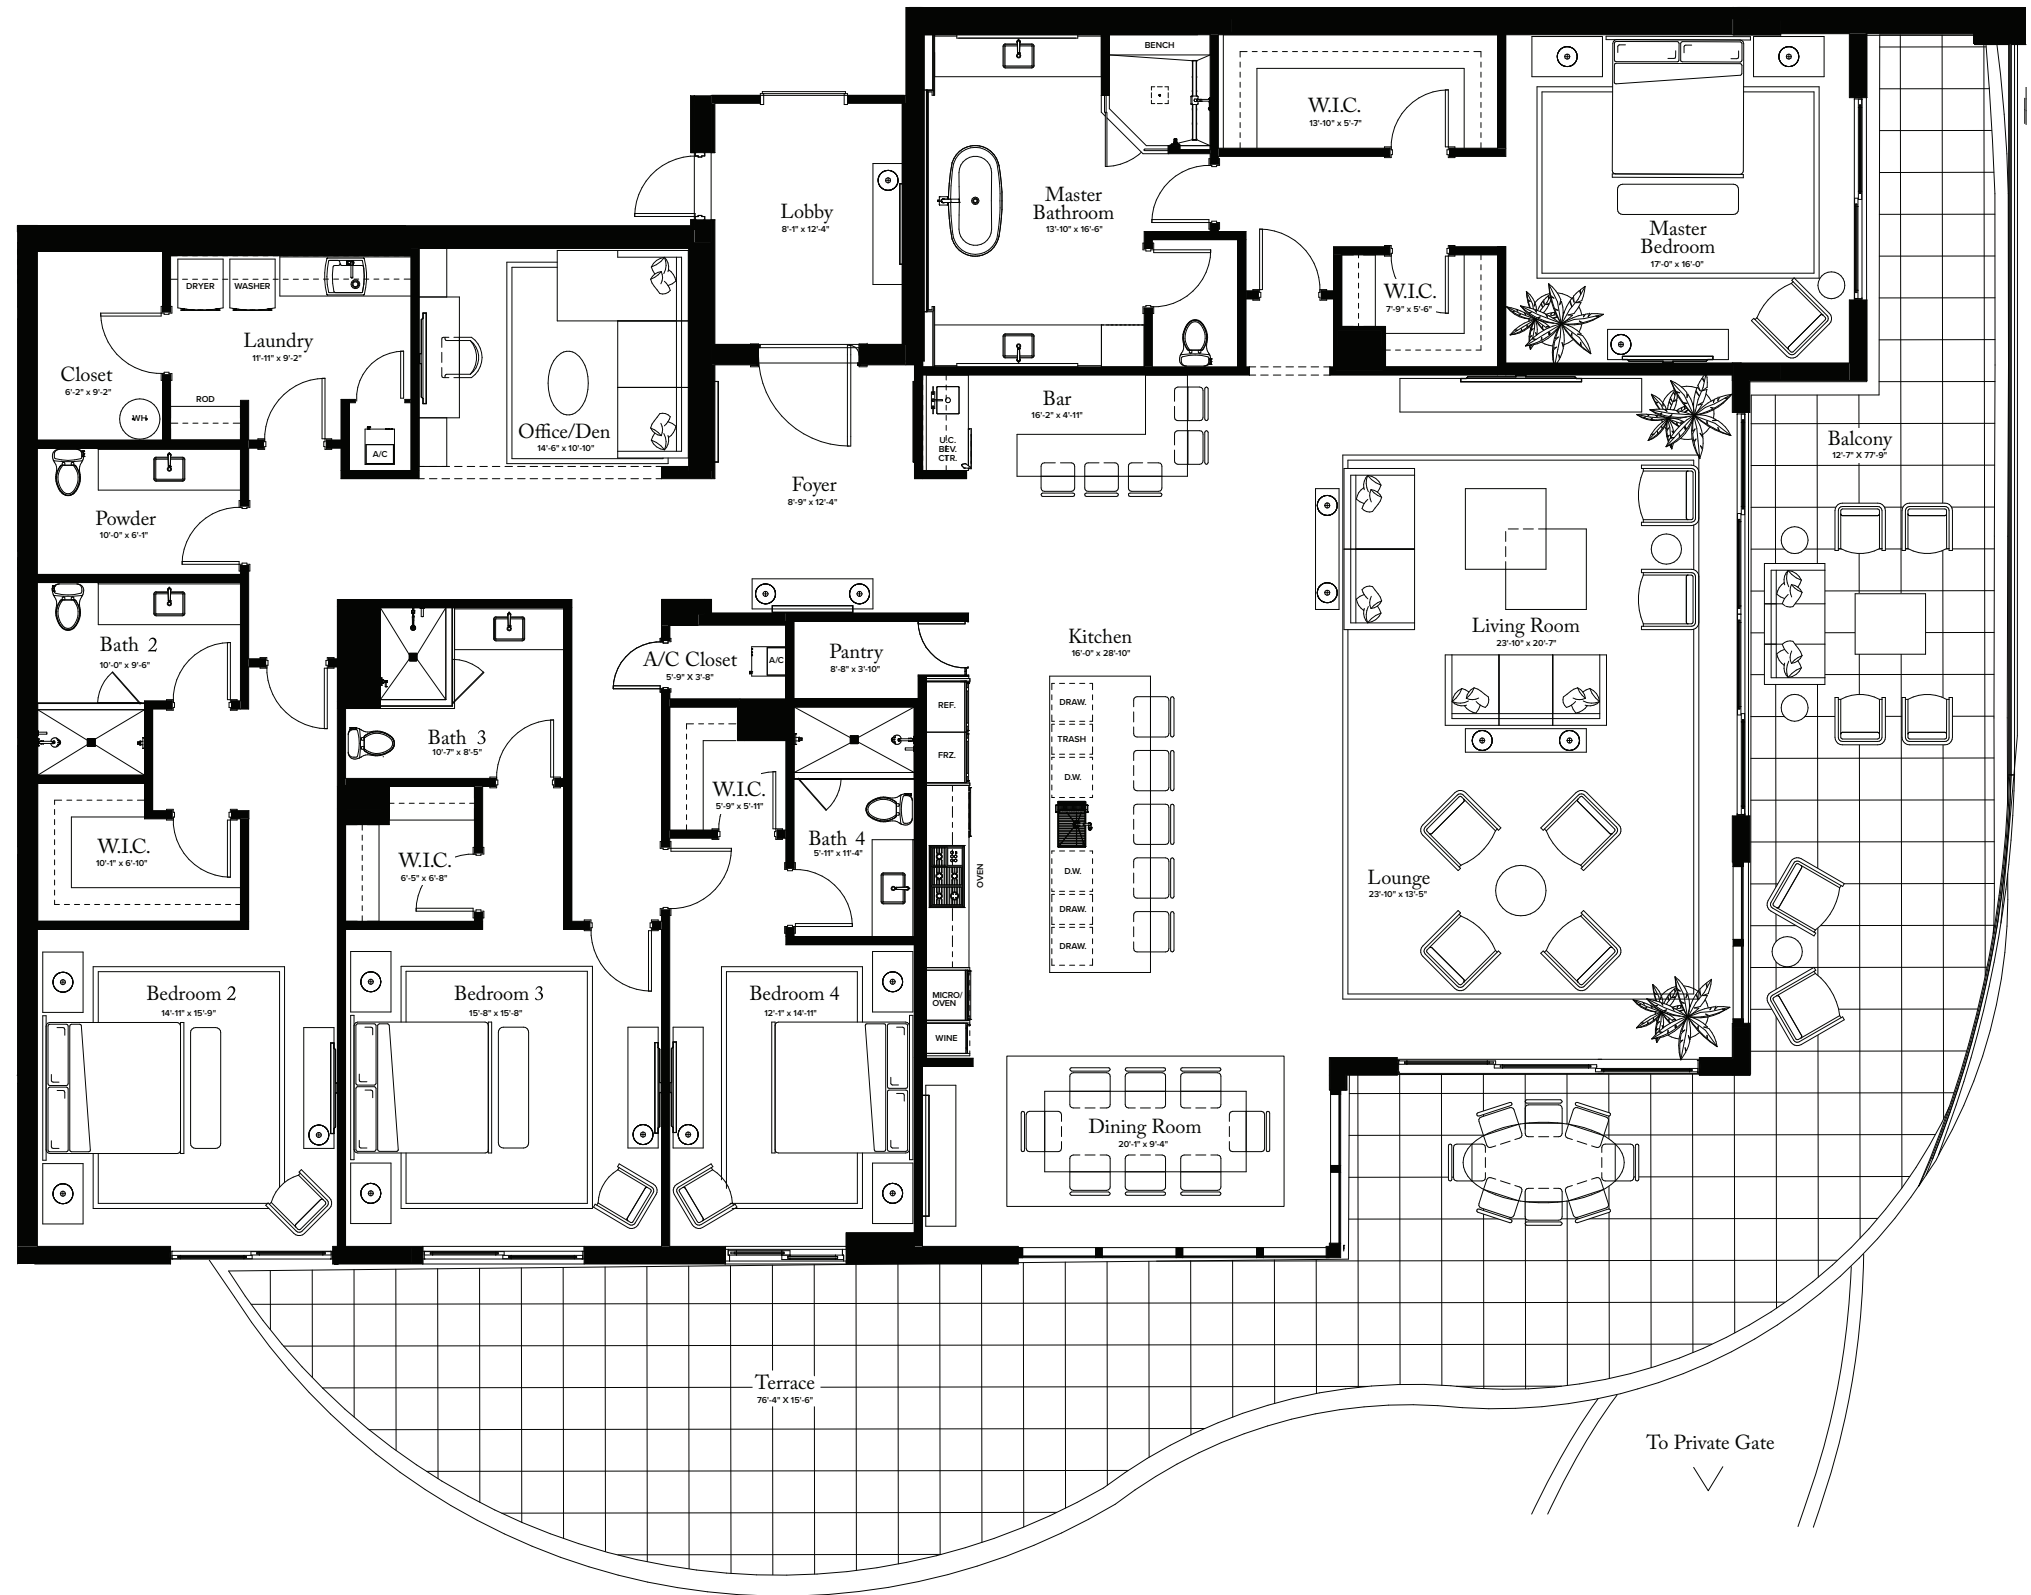 BENCH
W.I.C.
13'-10" x 5'-7"
Master
Bathroom
13'-10" x 16'-6"
Lobby
8'-1" x 12'-4"
Master
Bedroom
17'-0" x 16'-0"
W.I.C.
7'-9" x 5'-6"
DRYER
WASHER
Laundry
11'-11" x 9'-2"
Closet
6'-2" x 9'-2"
ROD
WH
A/C
Office/Den
14'-6" x 10'-10"
Bar
16'-2" x 4'-11"
U.C.
BEV.
CTR.
Balcony
12'-7" X 77'-9"
Foyer
8'-9" x 12'-4"
Powder
10'-0" x 6'-1"
Bath 2
10'-0" x 9'-6"
A/C Closet
5'-9" X 3'-8"
A/C
Pantry
8'-8" x 3'-10"
Kitchen
16'-0" x 28'-10"
Living Room
23'-10" x 20'-7"
REF.
FRZ.
DRAW.
TRASH
D.W.
Bath 3
10'-7" x 8'-5"
W.I.C.
5'-9" x 5'-11"
Bath 4
5'-11" x 11'-4"
W.I.C.
10'-1" x 6'-10"
W.I.C.
6'-5" x 6'-8"
OVEN
D.W.
DRAW.
DRAW.
Lounge
23'-10" x 13'-5"
Bedroom 2
14'-11" x 15'-9"
Bedroom 3
15'-8" x 15'-8"
Bedroom 4
12'-1" x 14'-11"
MICRO/
OVEN
WINE
Dining Room
20'-1" x 9'-4"
Terrace
76'-4" X 15'-6"
To Private Gate